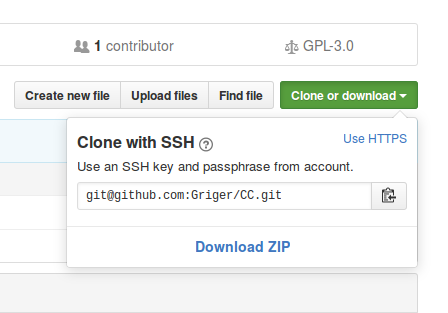 1 contributor
GPL-3.0
Create new file
Upload files
Find file
Clone or download
Clone with SSH ?
Use HTTPS
Use an SSH key and passphrase from account.
git@github.com:Griger/CC.git
Download ZIP